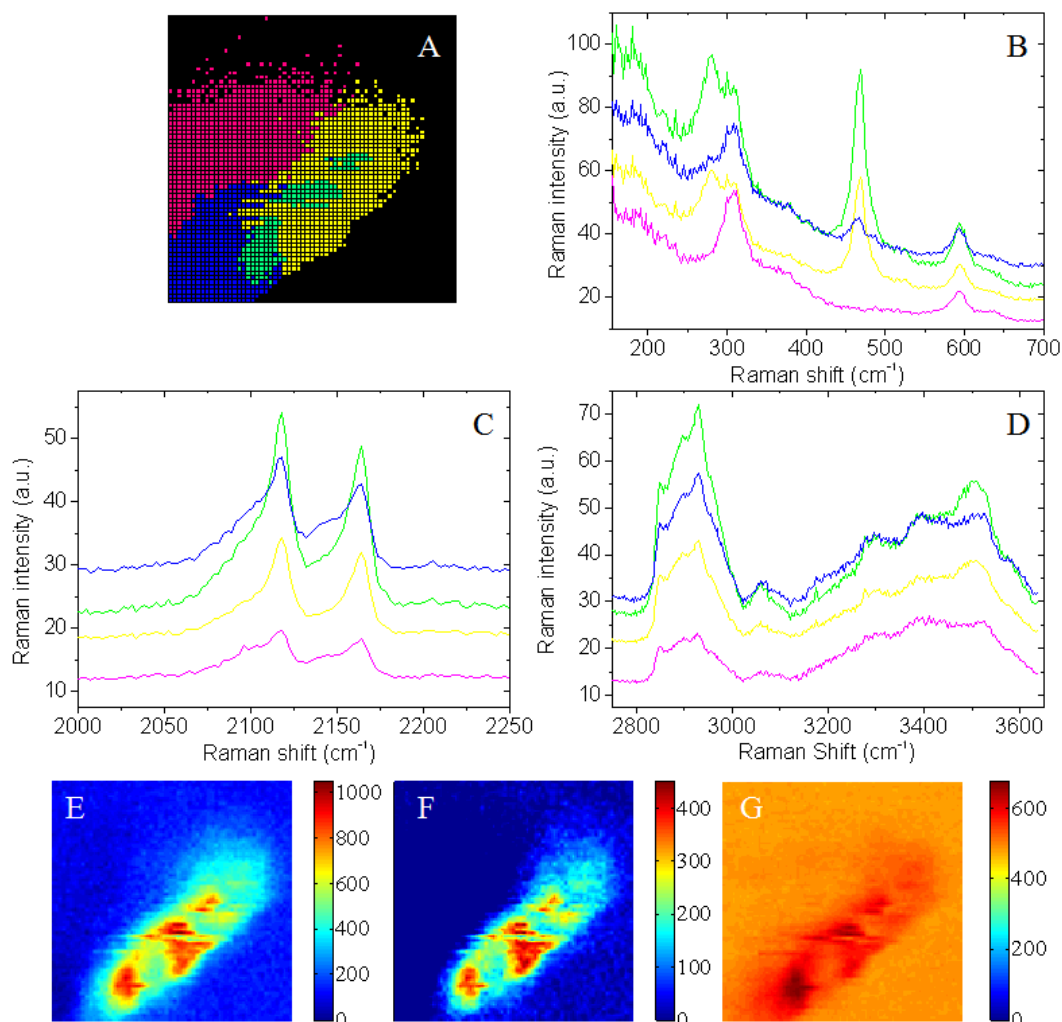 A
B
100
80
60
40
20
Raman intensity (a.u.)
200 300 400 500 600 700
Raman shift (cm⁻¹)
C
50
40
30
20
10
Raman intensity (a.u.)
2000 2050 2100 2150 2200 2250
Raman shift (cm⁻¹)
D
70
60
50
40
30
20
10
Raman intensity (a.u.)
2800 3000 3200 3400 3600
Raman Shift (cm⁻¹)
E
1000
800
600
400
200
0
F
400
300
200
100
0
G
600
400
200
0